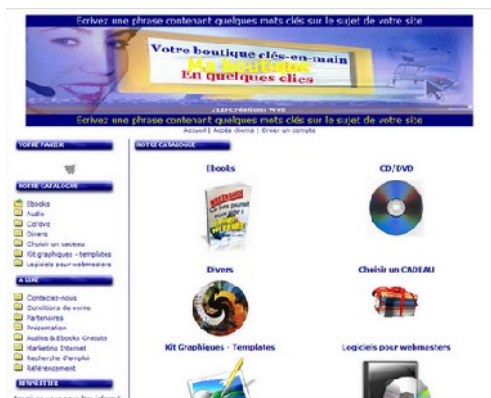 Ecrivez une phrase contenant quelques mots clés sur le sujet de votre site
Votre boutique clés-en-main
Ma boutique
En quelques clics
Créations Web
Ecrivez une phrase contenant quelques mots clés sur le sujet de votre site
Accueil | Accès membre | Créer un compte
VOTRE PANIER
NOTRE CATALOGUE
Ebooks
Audio
Cd/dvd
Divers
Choisir un cadeau
Kit graphiques - templates
Logiciels pour webmasters
A LIRE
Contactez-nous
Conditions de vente
Partenaires
Présentation
Audios & Ebooks Gratuits
Marketing Internet
Recherche d'emploi
Référencement
NEWSLETTER
NOTRE CATALOGUE
Ebooks
CD/DVD
Divers
Choisir un CADEAU
Kit Graphiques - Templates
Logiciels pour webmasters